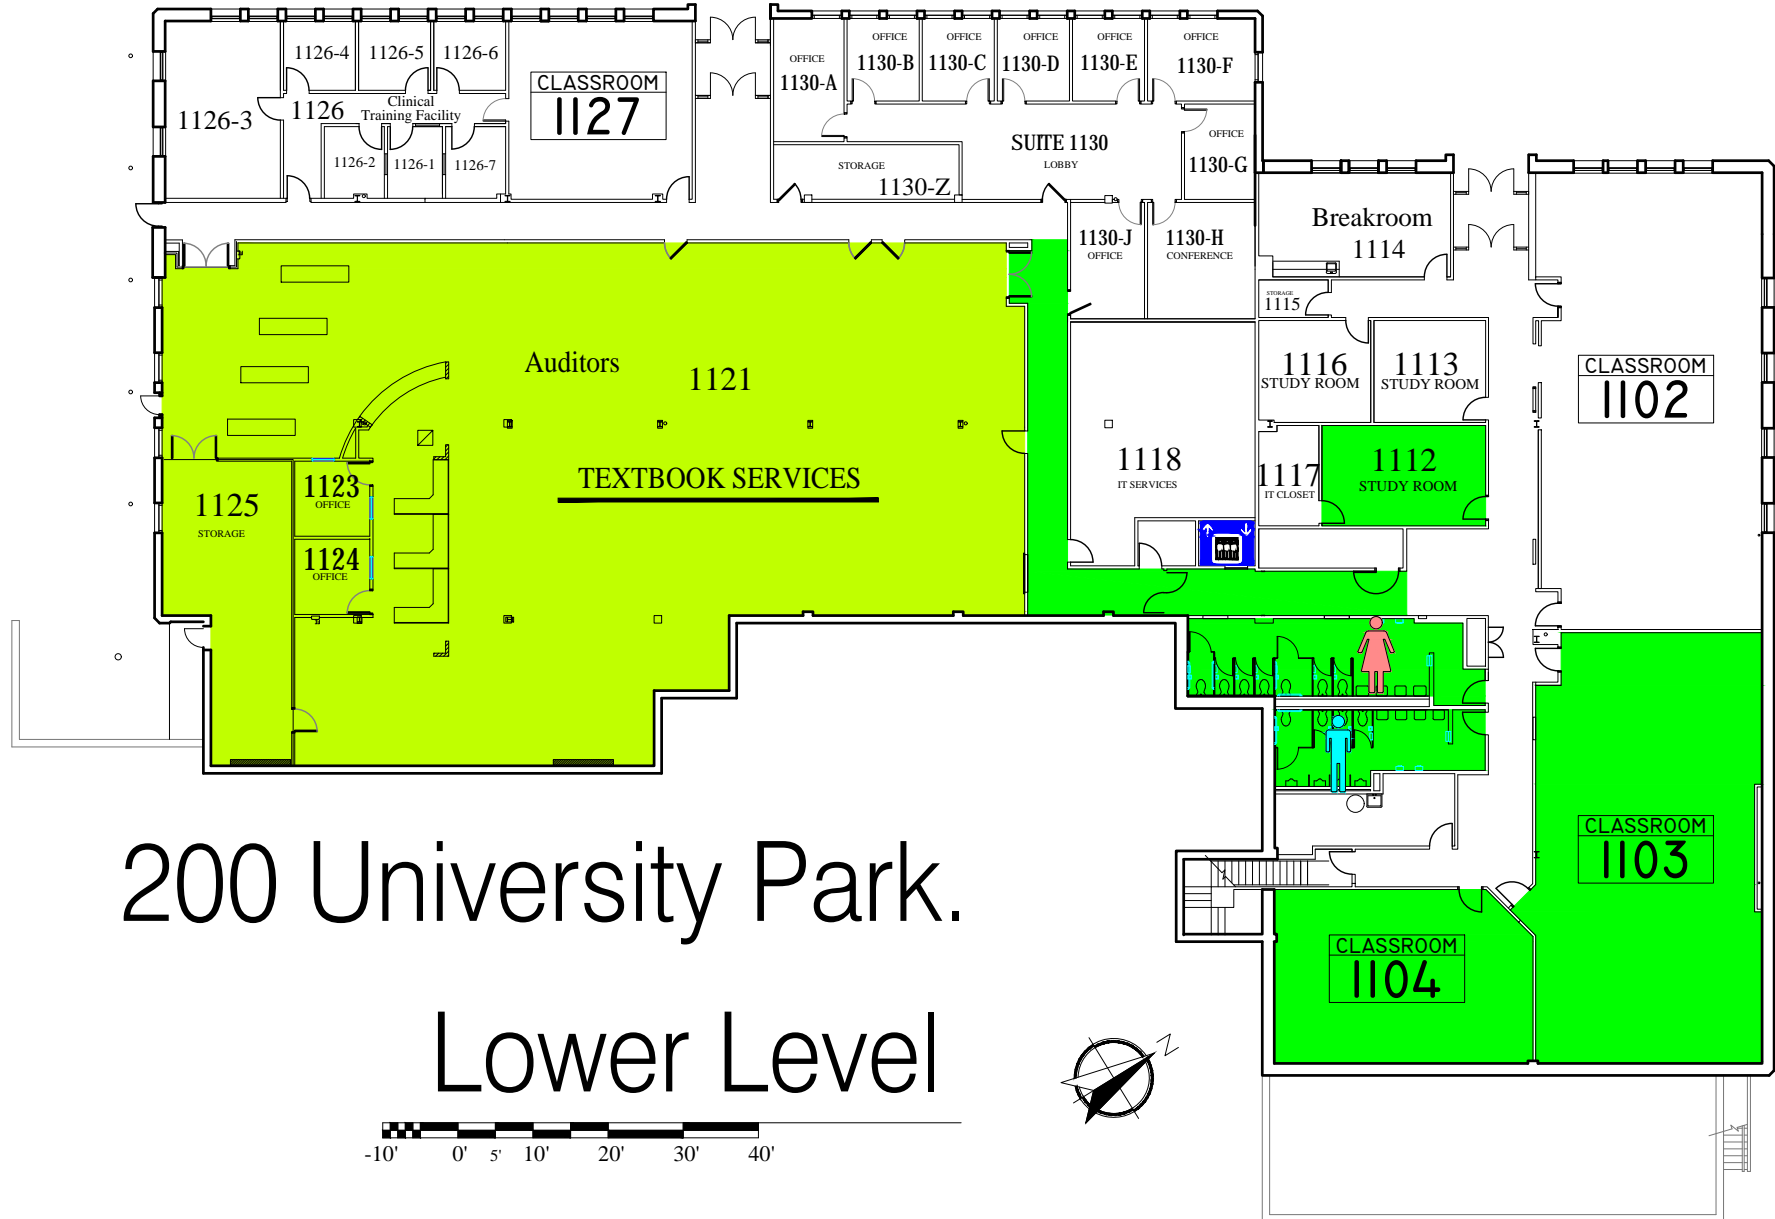 1126-3
1126-4
1126-5
1126-6
1126
Clinical
Training Facility
1126-2
1126-1
1126-7
CLASSROOM
1127
OFFICE
1130-A
OFFICE
1130-B
OFFICE
1130-C
OFFICE
1130-D
OFFICE
1130-E
OFFICE
1130-F
OFFICE
1130-G
SUITE 1130
LOBBY
STORAGE
1130-Z
1130-J
OFFICE
1130-H
CONFERENCE
Breakroom
1114
STORAGE
1115
1116
STUDY ROOM
1113
STUDY ROOM
CLASSROOM
1102
Auditors
1121
TEXTBOOK SERVICES
1118
IT SERVICES
1117
IT CLOSET
1112
STUDY ROOM
1125
STORAGE
1123
OFFICE
1124
OFFICE
CLASSROOM
1103
CLASSROOM
1104
200 University Park.
Lower Level
N
-10' 0' 5' 10' 20' 30' 40'